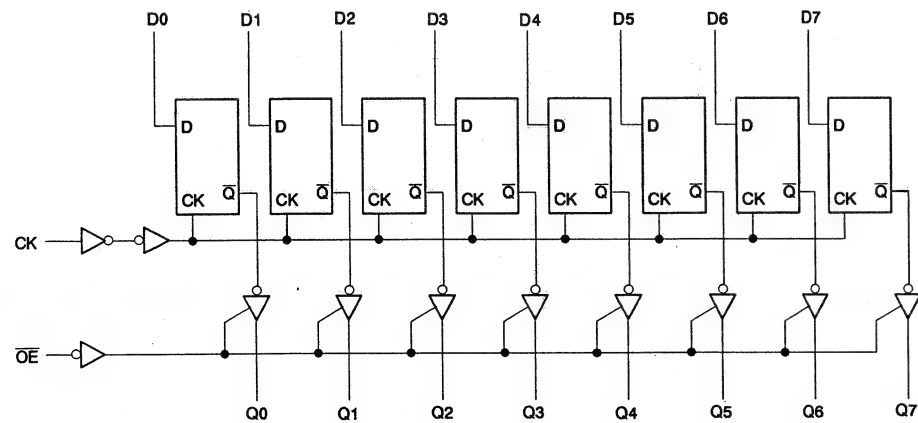 D0 D1 D2 D3 D4 D5 D6 D7
D D D D D D D D
CK Q̅ CK Q̅ CK Q̅ CK Q̅ CK Q̅ CK Q̅ CK Q̅ CK Q̅
CK
O̅E̅
Q0 Q1 Q2 Q3 Q4 Q5 Q6 Q7